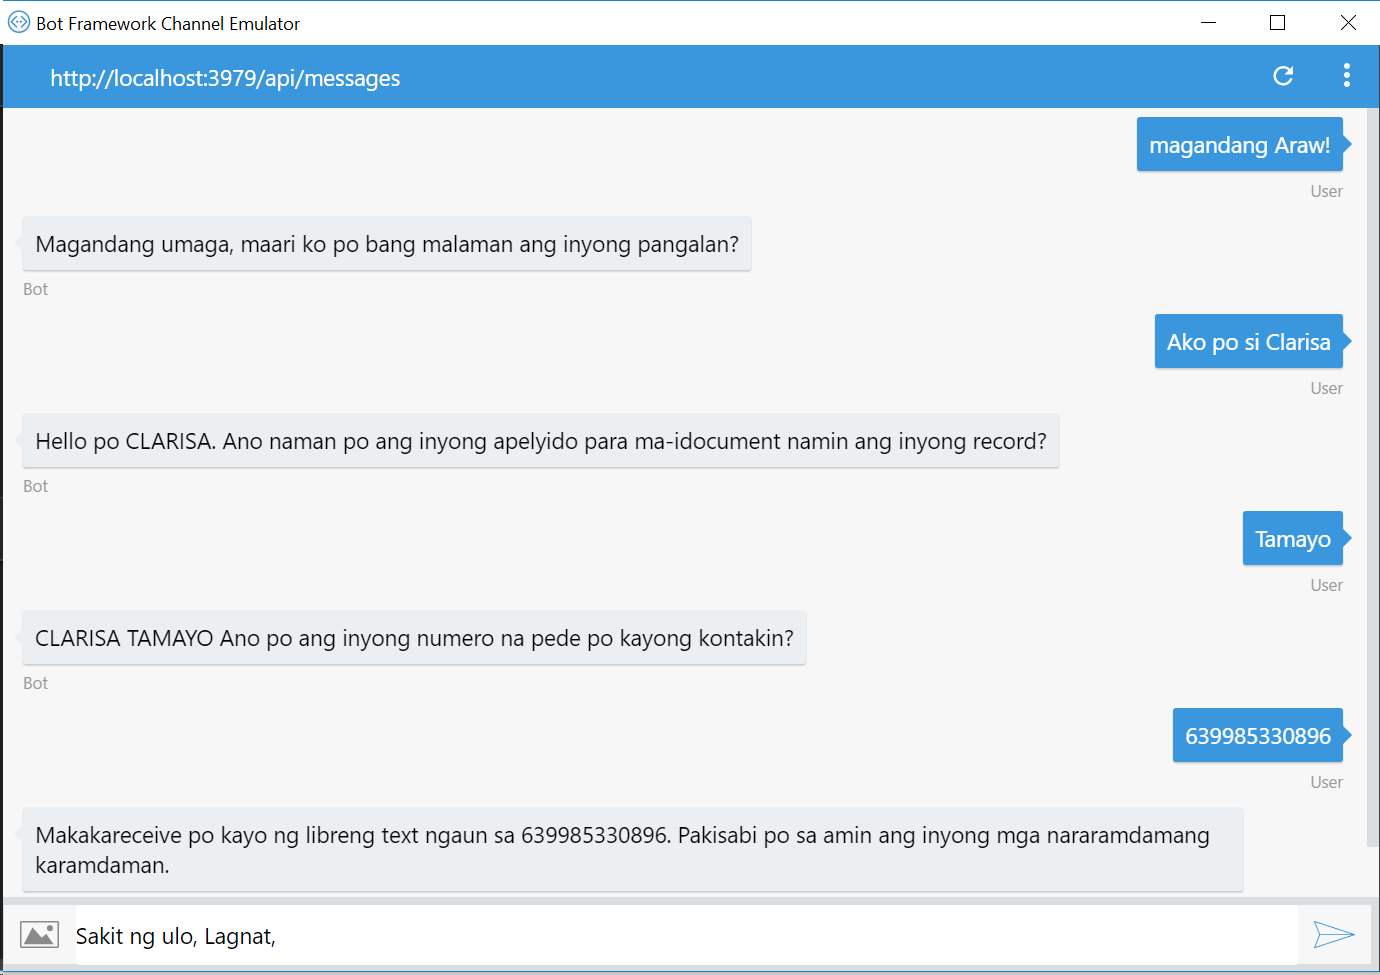 Bot Framework Channel Emulator
http://localhost:3979/api/messages
magandang Araw!
User
Magandang umaga, maari ko po bang malaman ang inyong pangalan?
Bot
Ako po si Clarisa
User
Hello po CLARISA. Ano naman po ang inyong apelyido para ma-idocument namin ang inyong record?
Bot
Tamayo
User
CLARISA TAMAYO Ano po ang inyong numero na pede po kayong kontakin?
Bot
639985330896
User
Makakareceive po kayo ng libreng text ngaun sa 639985330896. Pakisabi po sa amin ang inyong mga nararamdamang
karamdaman.
Sakit ng ulo, Lagnat,